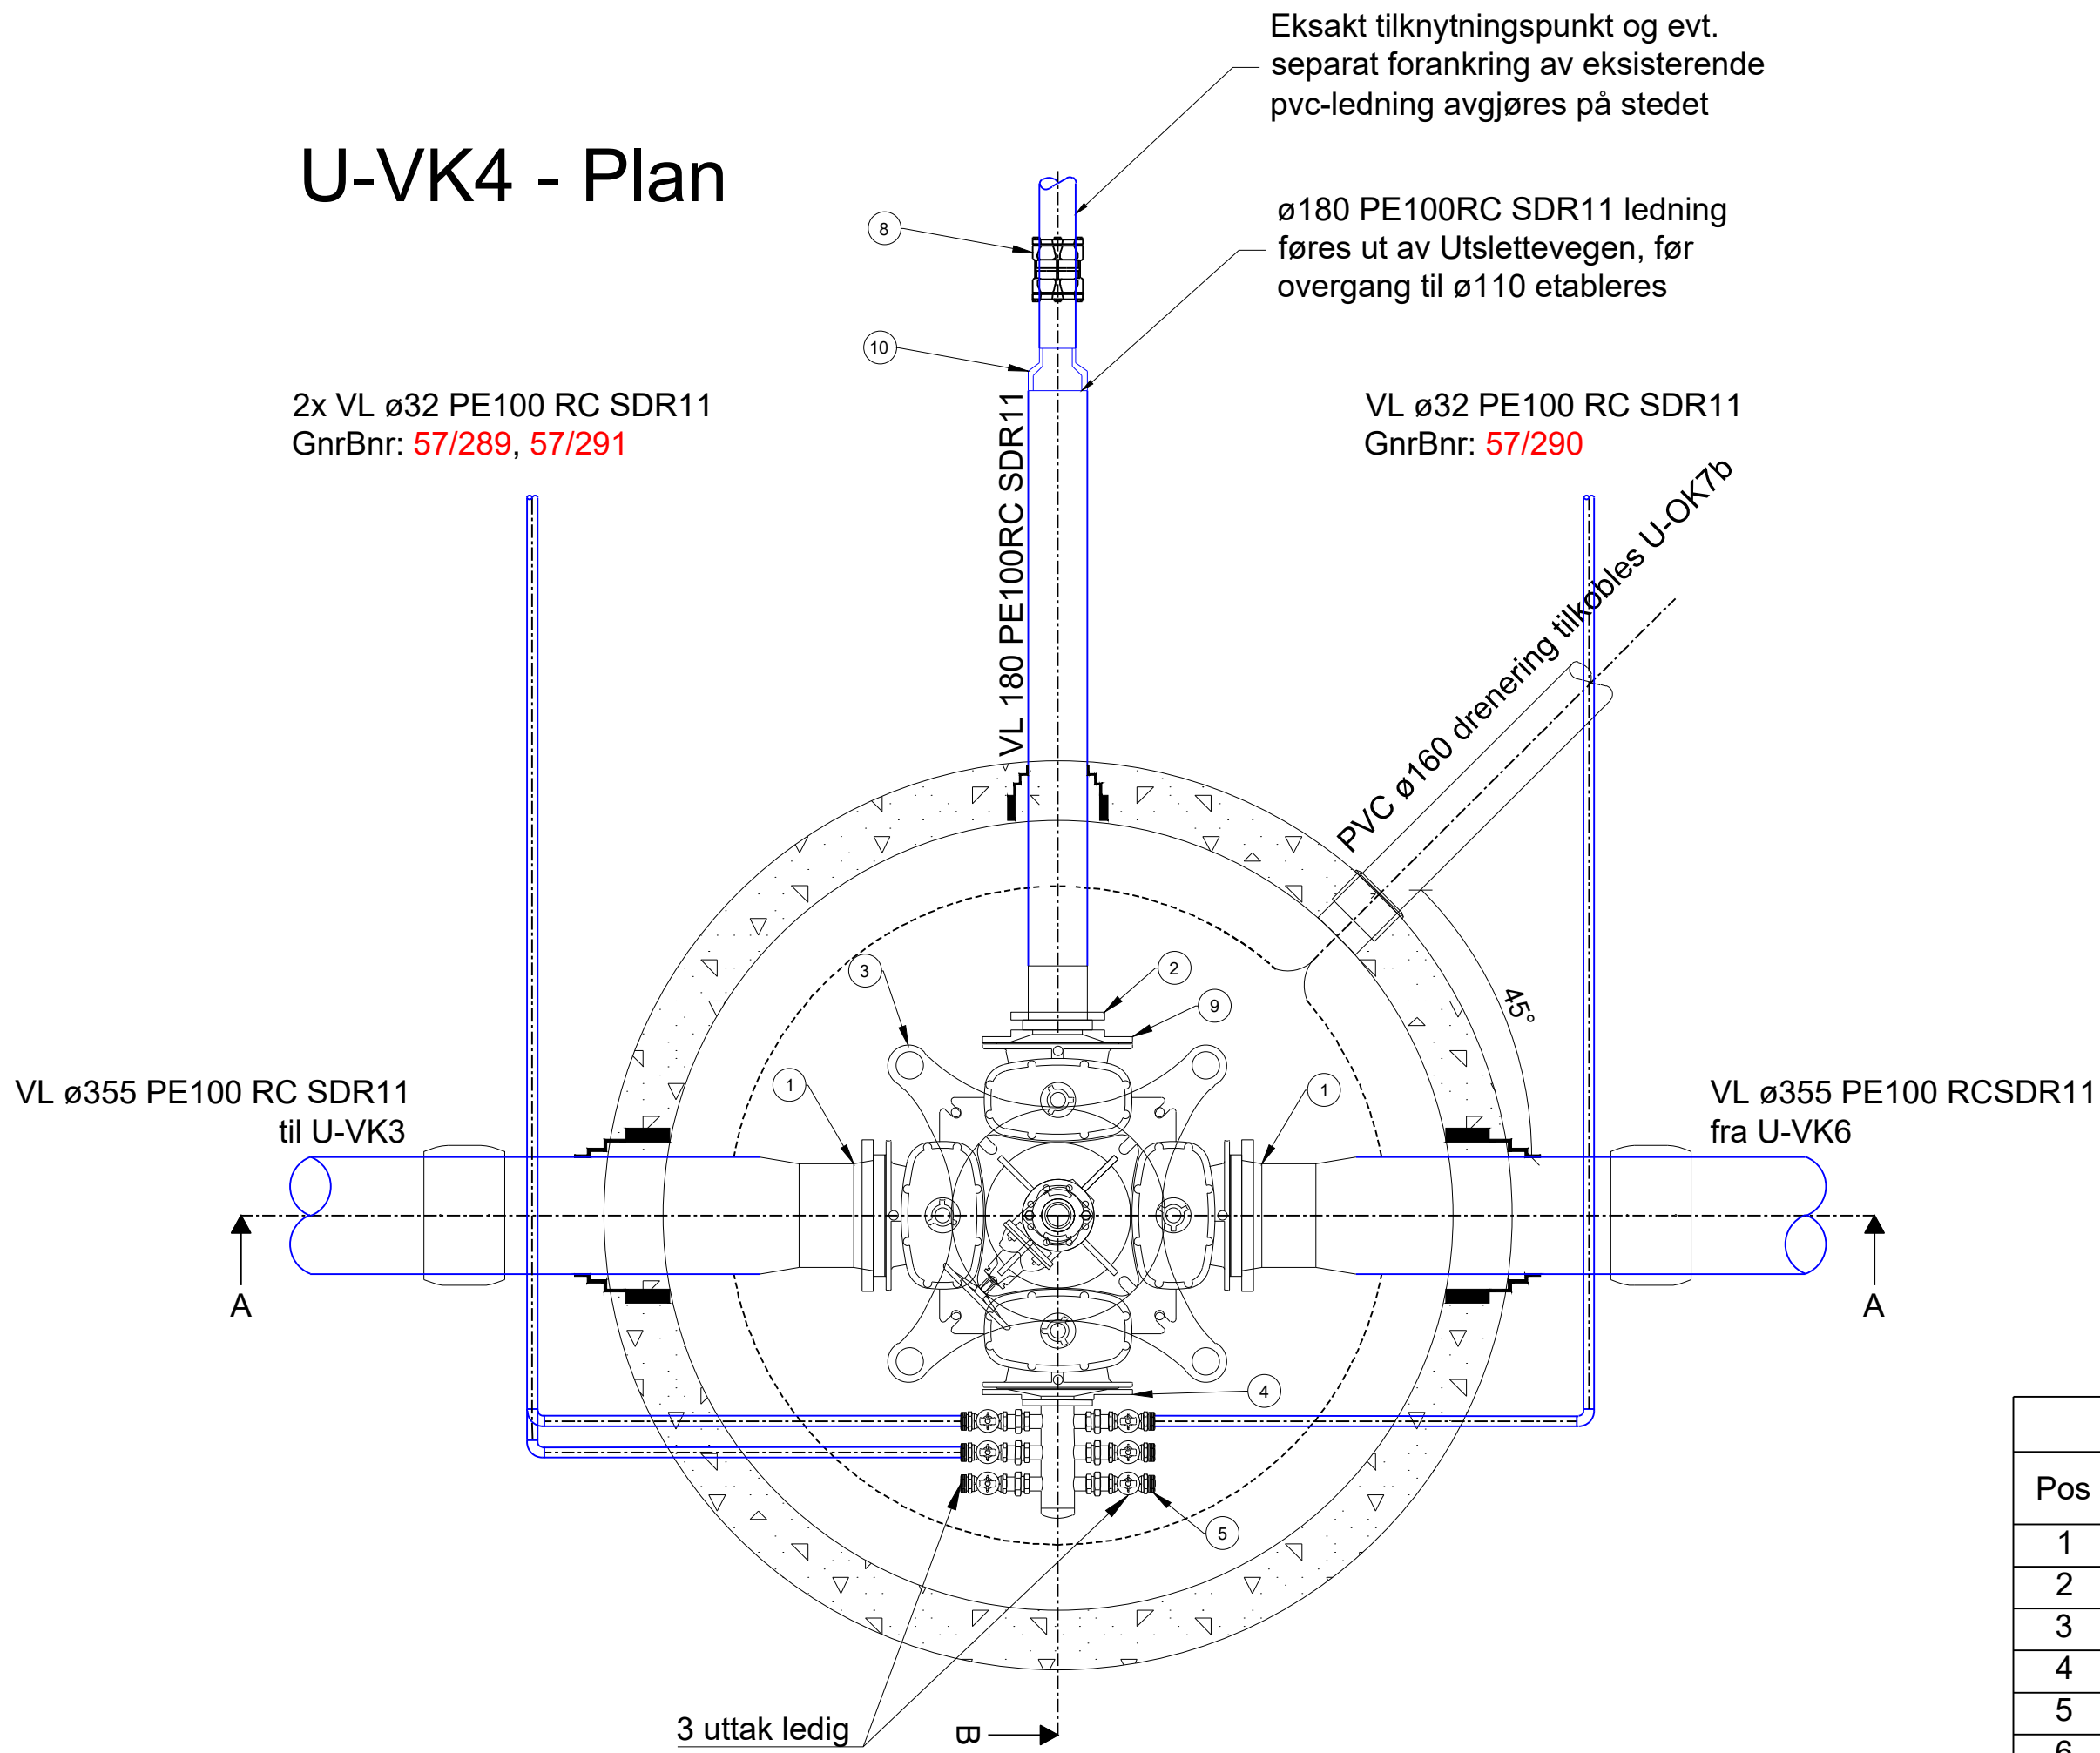 Eksakt tilknytningspunkt og evt.
separat forankring av eksisterende
pvc-ledning avgjøres på stedet
U-VK4 - Plan
ø180 PE100RC SDR11 ledning
føres ut av Utslettevegen, før
overgang til ø110 etableres
8
10
2x VL ø32 PE100 RC SDR11
GnrBnr: 57/289, 57/291
VL ø32 PE100 RC SDR11
GnrBnr: 57/290
VL 180 PE100RC SDR11
PVC ø160 drenering tilkobles U-OK7b
3
2
9
45°
1
1
VL ø355 PE100 RC SDR11
til U-VK3
VL ø355 PE100 RCSDR11
fra U-VK6
A
A
4
5
3 uttak ledig
B
Pos
1
2
3
4
5
6